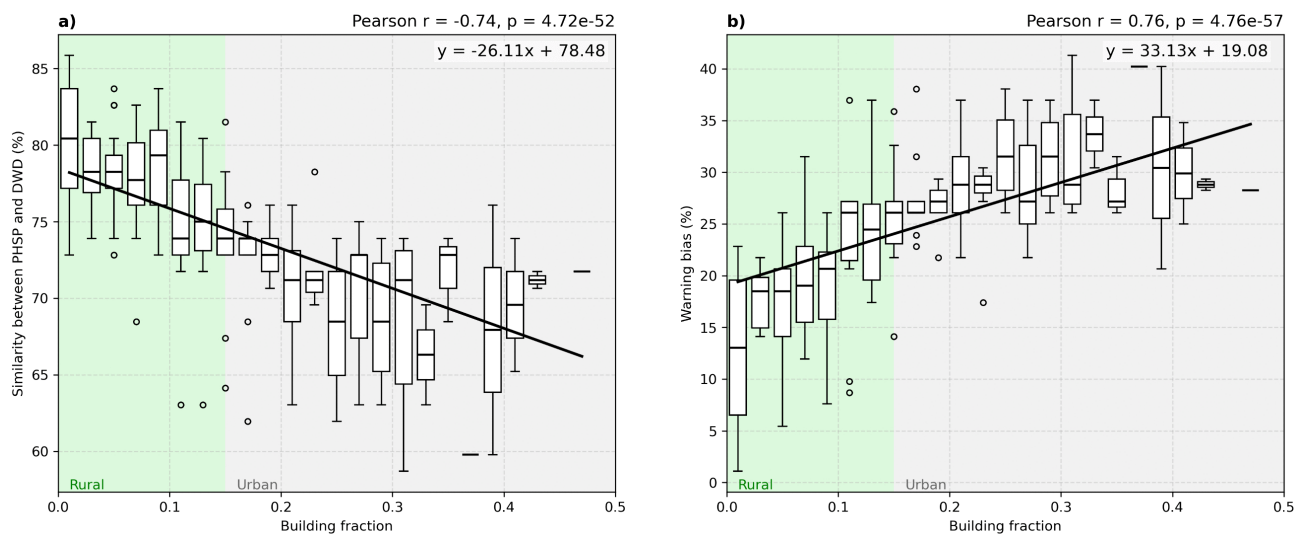 a) Pearson r = -0.74, p = 4.72e-52
y = -26.11x + 78.48
85
80
75
70
65
60
Similarity between PHSP and DWD (%)
Rural Urban
0.0 0.1 0.2 0.3 0.4 0.5
Building fraction
b) Pearson r = 0.76, p = 4.76e-57
y = 33.13x + 19.08
40
35
30
25
20
15
10
5
0
Warning bias (%)
Rural Urban
0.0 0.1 0.2 0.3 0.4 0.5
Building fraction